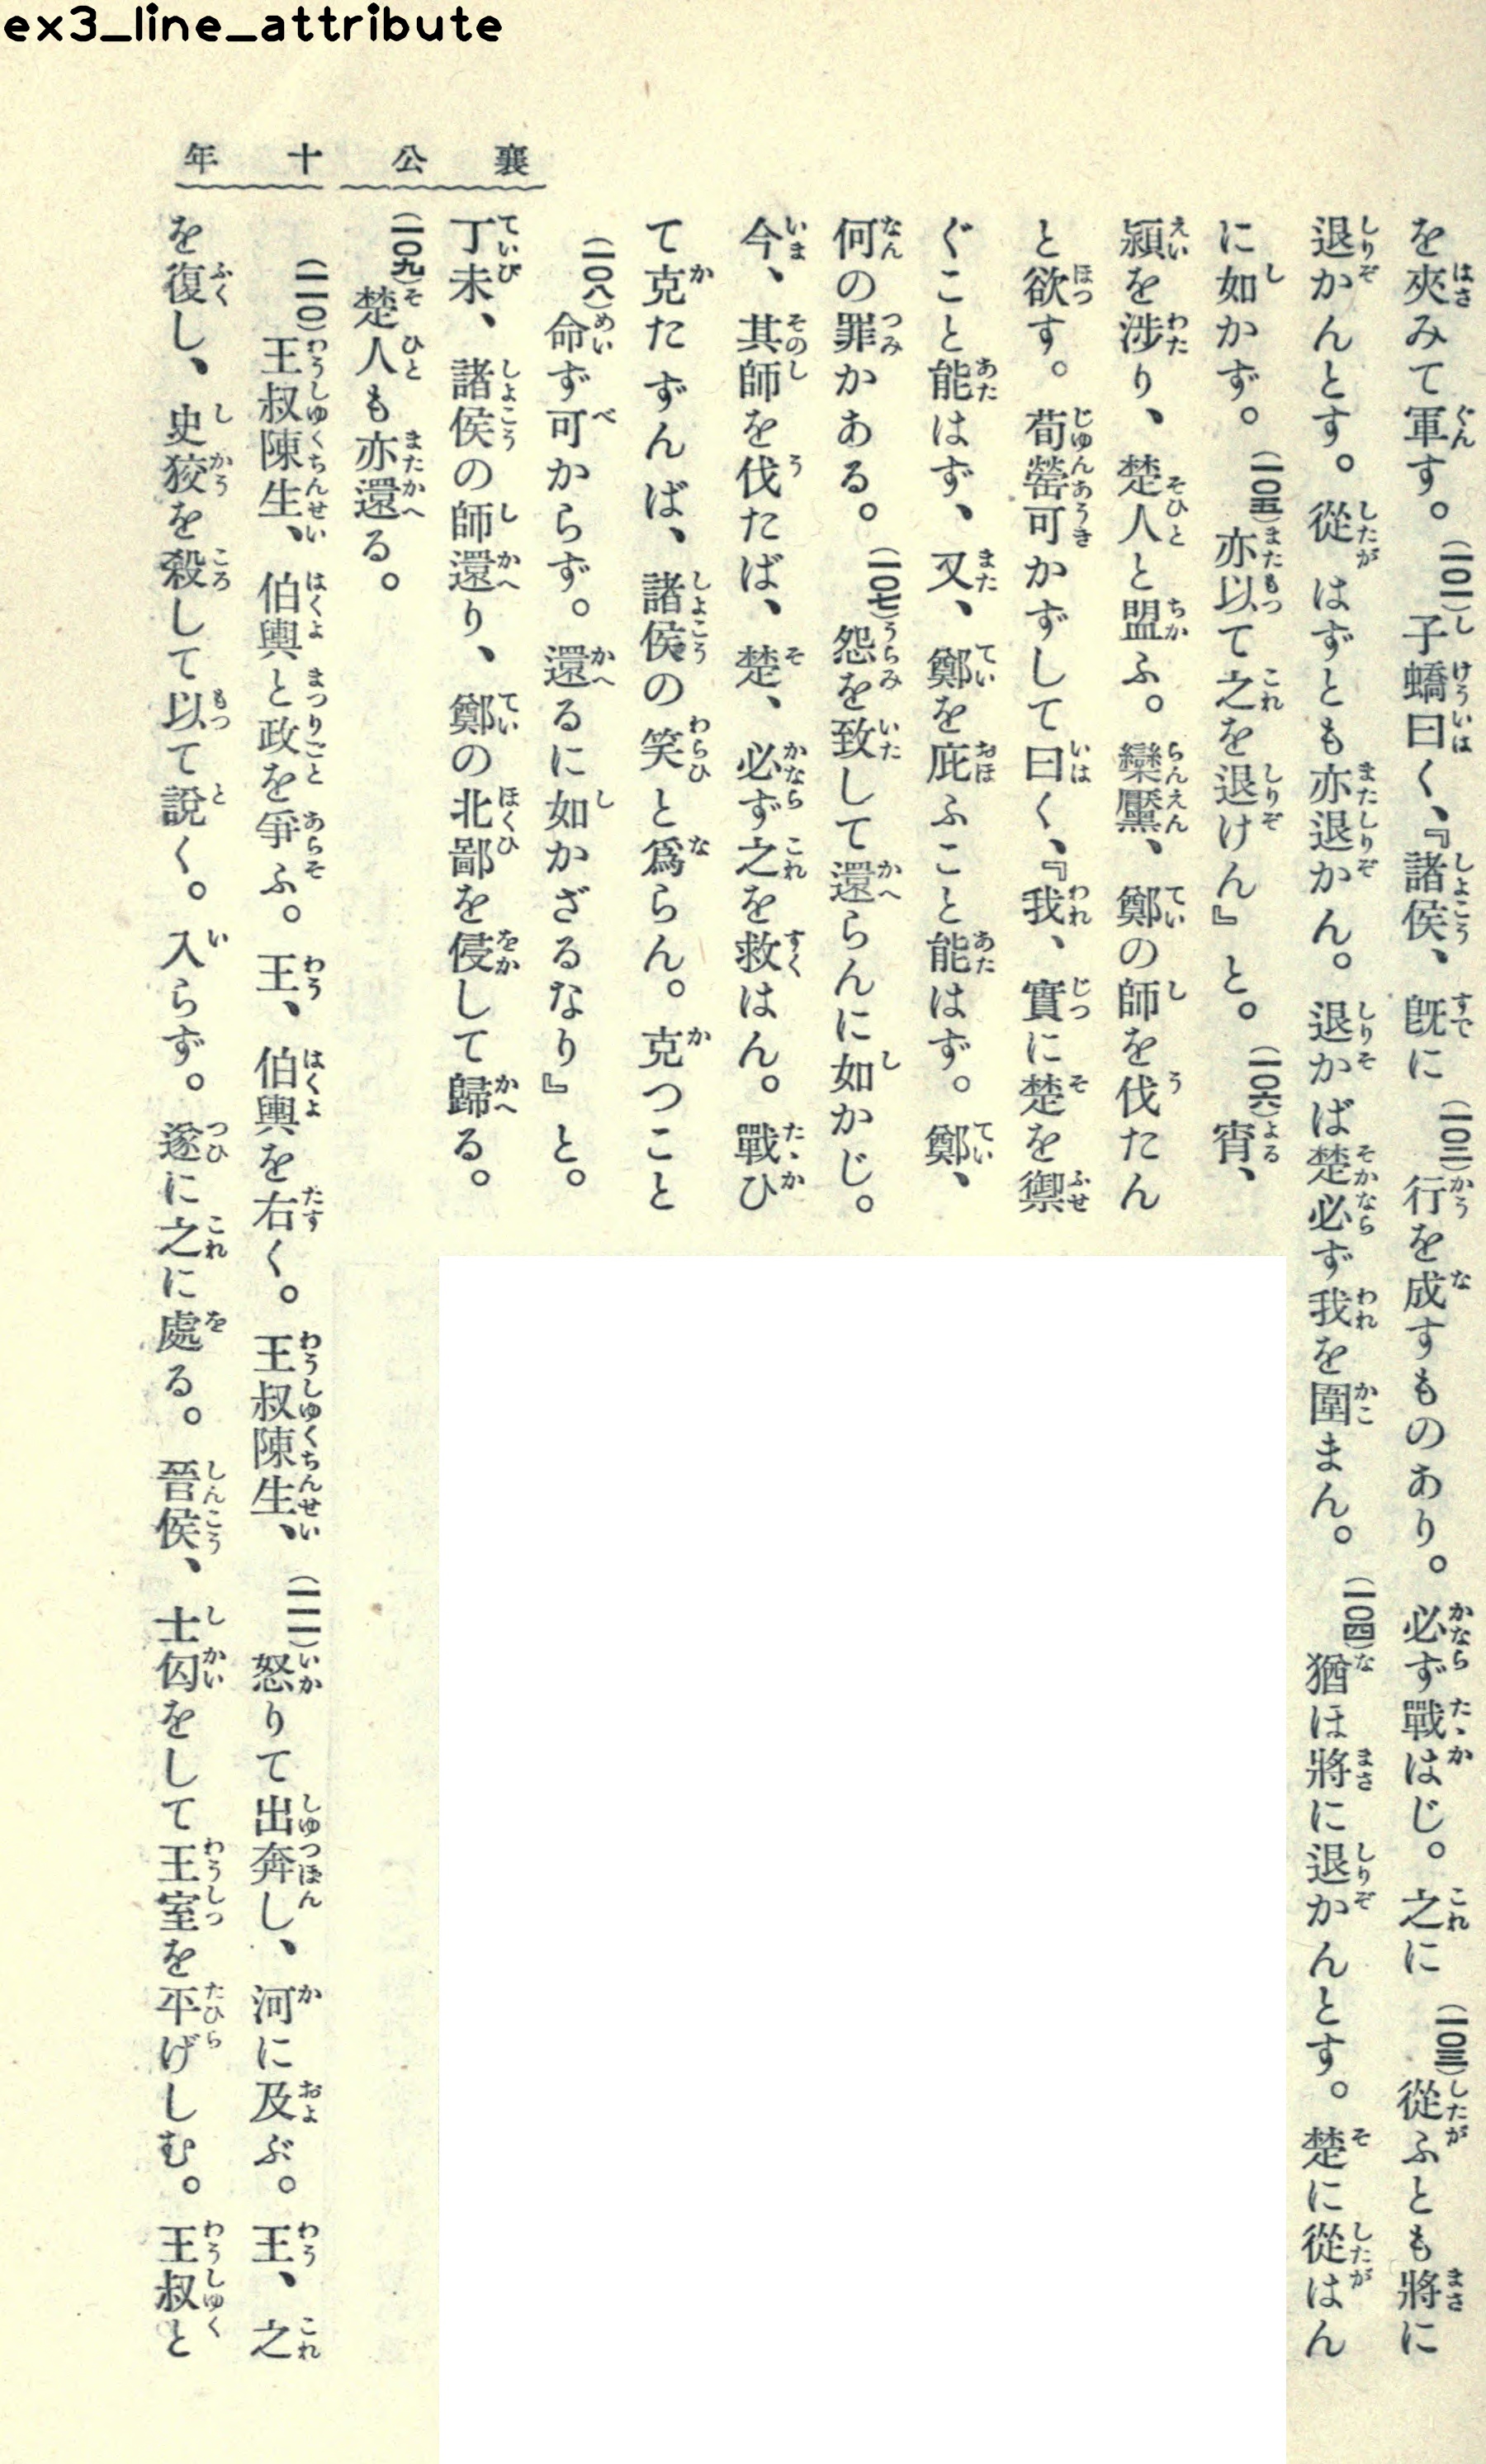 ex3_line_attribute
襄公十年
を夾みて軍す。(一〇一)子蟜曰く、『諸侯、既に(一〇二)行を成すものあり。必ず戰はじ。之に(一〇三)從ふとも將に
退かんとす。從はずとも亦退かん。退かば楚必ず我を圍まん。(一〇四)猶ほ將に退かんとす。楚に從はん
に如かず。(一〇五)亦以て之を退けん』と。(一〇六)宵、
潁を涉り、楚人と盟ふ。欒黶、鄭の師を伐たん
と欲す。荀罃可かずして曰く、『我、實に楚を禦
ぐこと能はず、又、鄭を庇ふこと能はず。鄭、
何の罪かある。(一〇七)怨を致して還らんに如かじ。
今、其師を伐たば、楚、必ず之を救はん。戰ひ
て克たずんば、諸侯の笑と爲らん。克つこと
(一〇八)命ず可からず。還るに如かざるなり』と。
丁未、諸侯の師還り、鄭の北鄙を侵して歸る。
(一〇九)楚人も亦還る。
(一一〇)王叔陳生、伯輿と政を爭ふ。王、伯輿を右く。王叔陳生、(一一一)怒りて出奔し、河に及ぶ。王、之
を復し、史狡を殺して以て說く。入らず。遂に之に處る。晉侯、士匄をして王室を平げしむ。王叔と